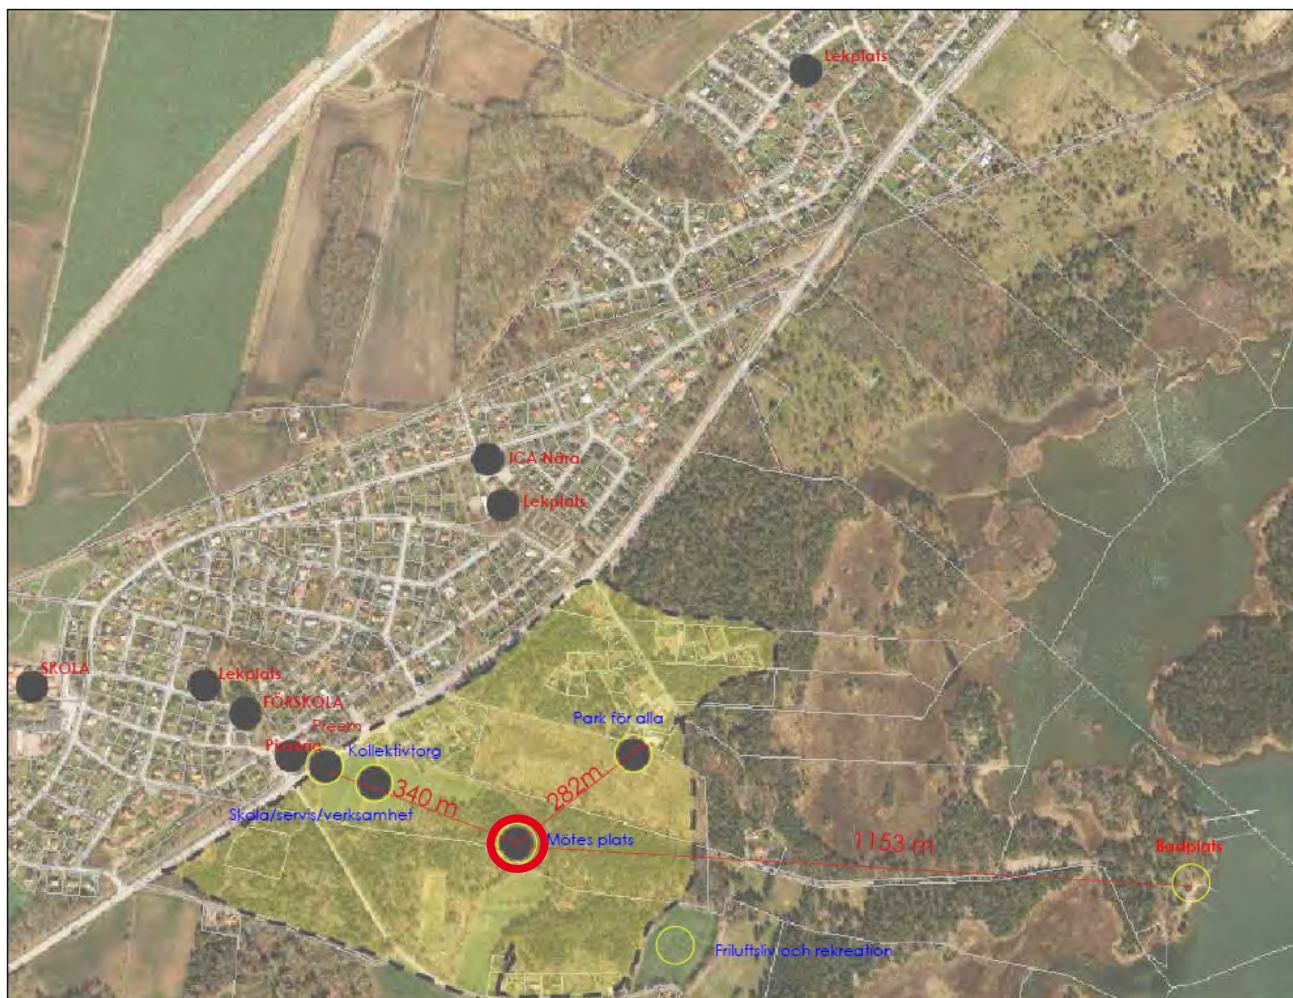 Lekplats
ICA Nära
Lekplats
SKOLA
Lekplats
FÖRSKOLA
Preem
Pizzeria
Kollektivtorg
Park för alla
340 m
282m
Skola/servis/verksamhet
Mötes plats
1153 m
Badplats
Friluftsliv och rekreation